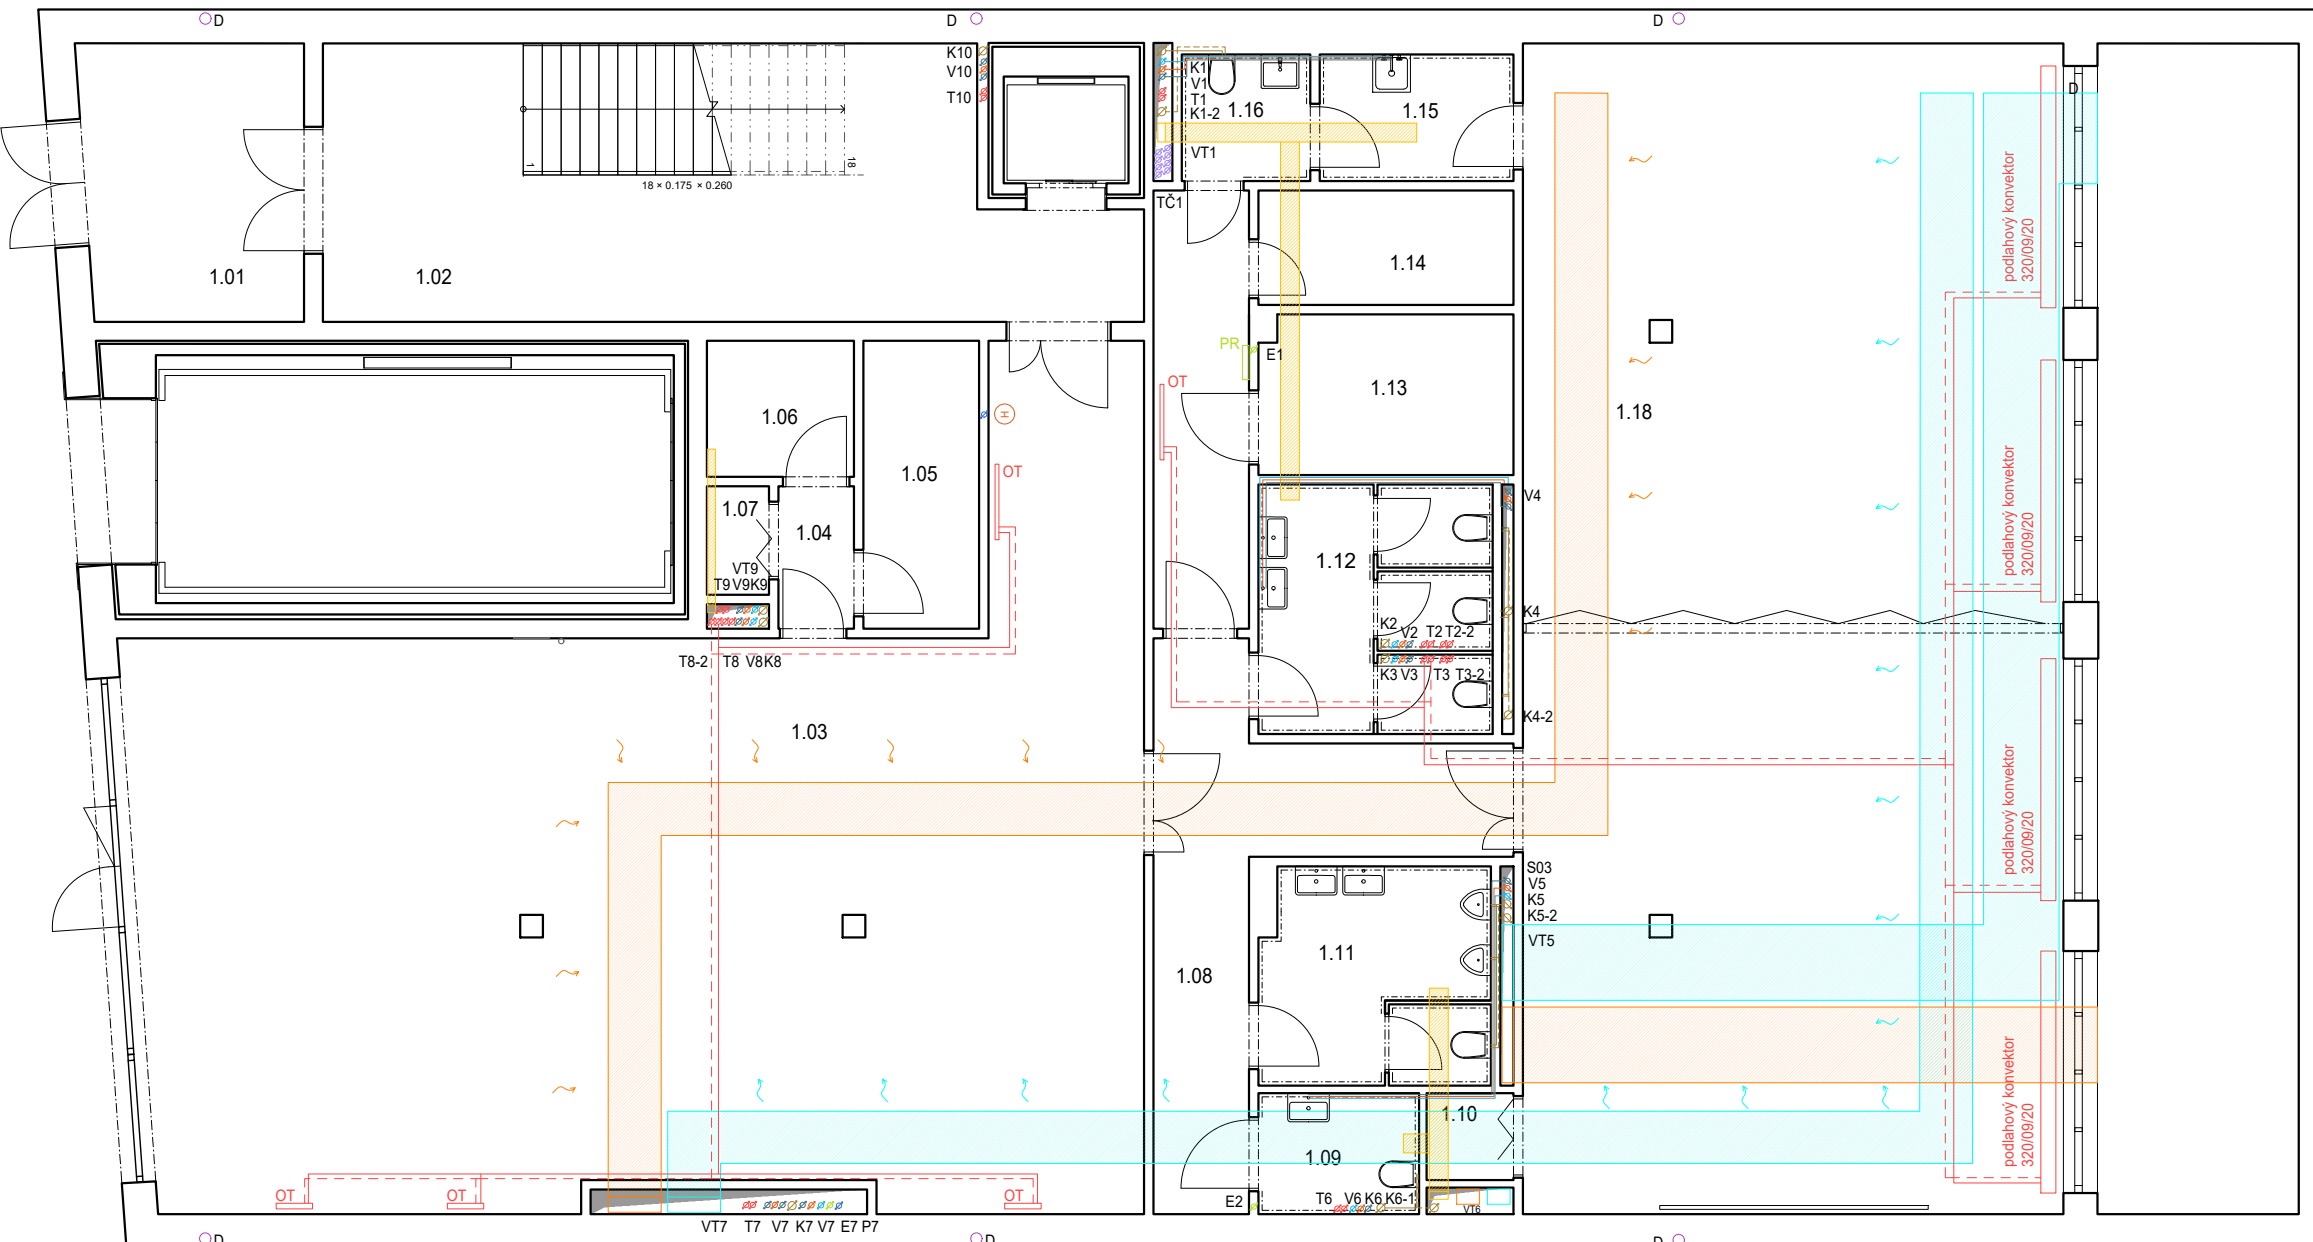 D
D
D
K10
V10
T10
K1
V1
T1
K1-2
VT1
TČ1
1.16
1.15
D
1
18
18 × 0.175 × 0.260
1.01
1.02
1.14
podlahový konvektor
320/09/20
PR
E1
1.13
OT
H
1.18
1.06
1.05
OT
1.07
1.04
VT9
T9 V9K9
V4
podlahový konvektor
320/09/20
1.12
K4
K2
V2
T2 T2-2
K3 V3
T3 T3-2
T8-2
T8 V8K8
K4-2
1.03
podlahový konvektor
320/09/20
S03
V5
K5
K5-2
VT5
1.11
1.08
1.10
1.09
podlahový konvektor
320/09/20
OT
OT
OT
E2
T6 V6 K6 K6-1
VT6
VT7 T7 V7 K7 V7 E7 P7
D
D
D